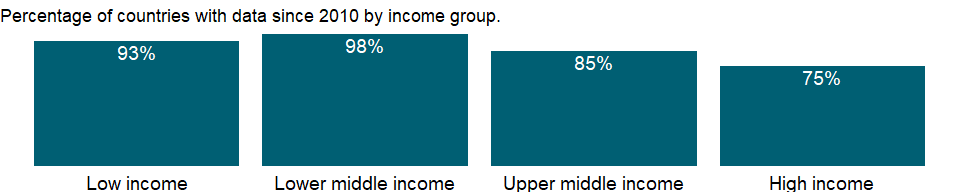 Percentage of countries with data since 2010 by income group.
93%
98%
85%
75%
Low income
Lower middle income
Upper middle income
High income